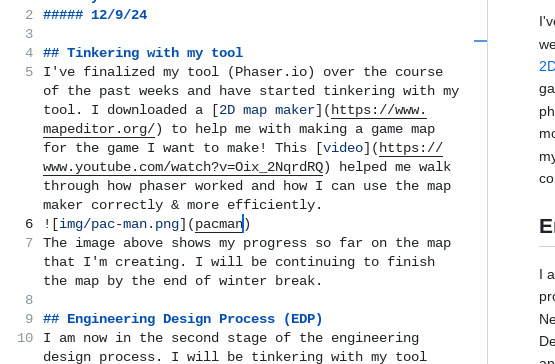 2 ##### 12/9/24
3
4 ## Tinkering with my tool
5 I've finalized my tool (Phaser.io) over the course
of the past weeks and have started tinkering with my
tool. I downloaded a [2D map maker](https://www.
mapeditor.org/) to help me with making a game map
for the game I want to make! This [video](https://
www.youtube.com/watch?v=Oix_2NqrdRQ) helped me walk
through how phaser worked and how I can use the map
maker correctly & more efficiently.
6 ![img/pac-man.png](pacman)
7 The image above shows my progress so far on the map
that I'm creating. I will be continuing to finish
the map by the end of winter break.
8
9 ## Engineering Design Process (EDP)
10 I am now in the second stage of the engineering
design process. I will be tinkering with my tool
I've
we
2D
ga
ph
mo
my
co
En
I a
pro
Ne
De